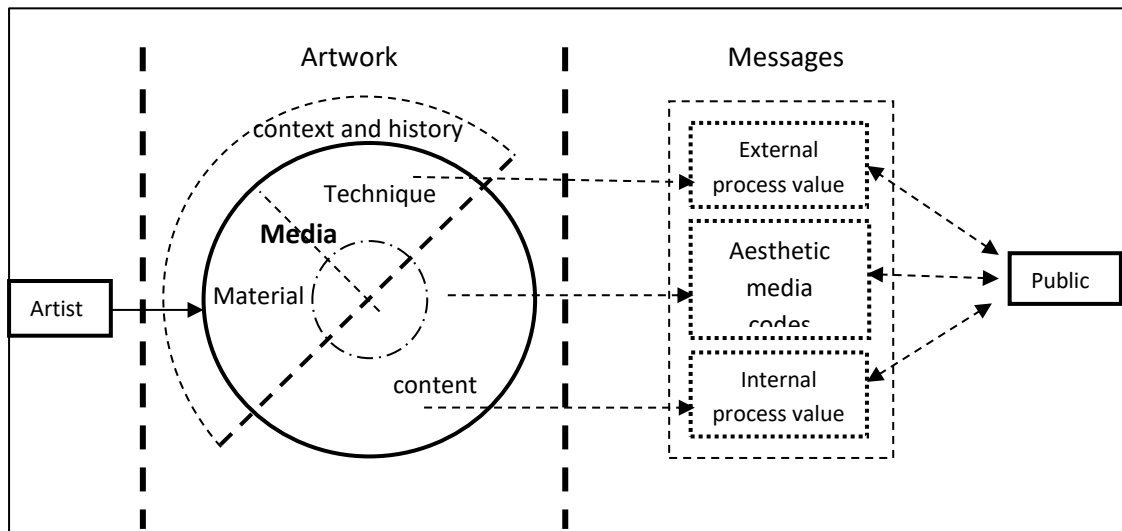 Artwork
Messages
context and history
Technique
Media
Material
content
Artist
External
process value
Aesthetic
media
codes
Internal
process value
Public